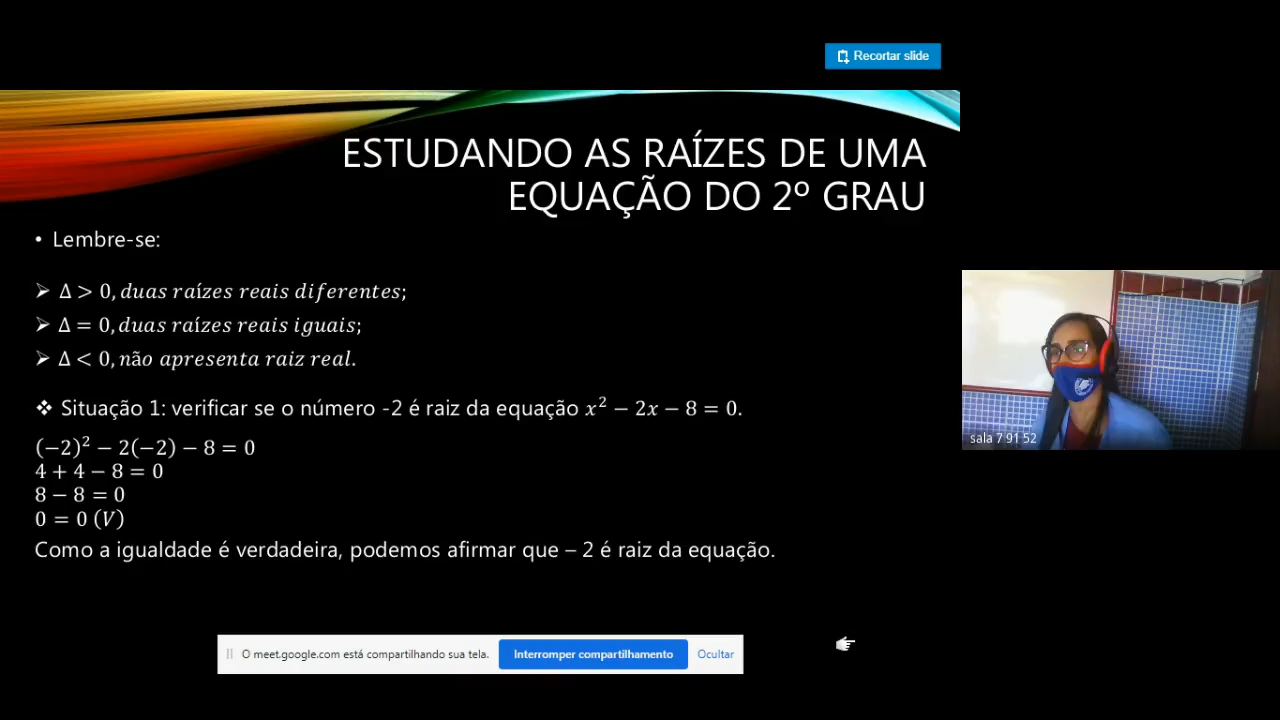 Recortar slide
ESTUDANDO AS RAÍZES DE UMA
EQUAÇÃO DO 2º GRAU
• Lembre-se:
⮚ Δ > 0, duas raízes reais diferentes;
⮚ Δ = 0, duas raízes reais iguais;
⮚ Δ < 0, não apresenta raiz real.
❖ Situação 1: verificar se o número -2 é raiz da equação x² − 2x − 8 = 0.
(−2)² − 2(−2) − 8 = 0
4 + 4 − 8 = 0
8 − 8 = 0
0 = 0 (V)
Como a igualdade é verdadeira, podemos afirmar que – 2 é raiz da equação.
sala 7 91 52
O meet.google.com está compartilhando sua tela. Interromper compartilhamento Ocultar